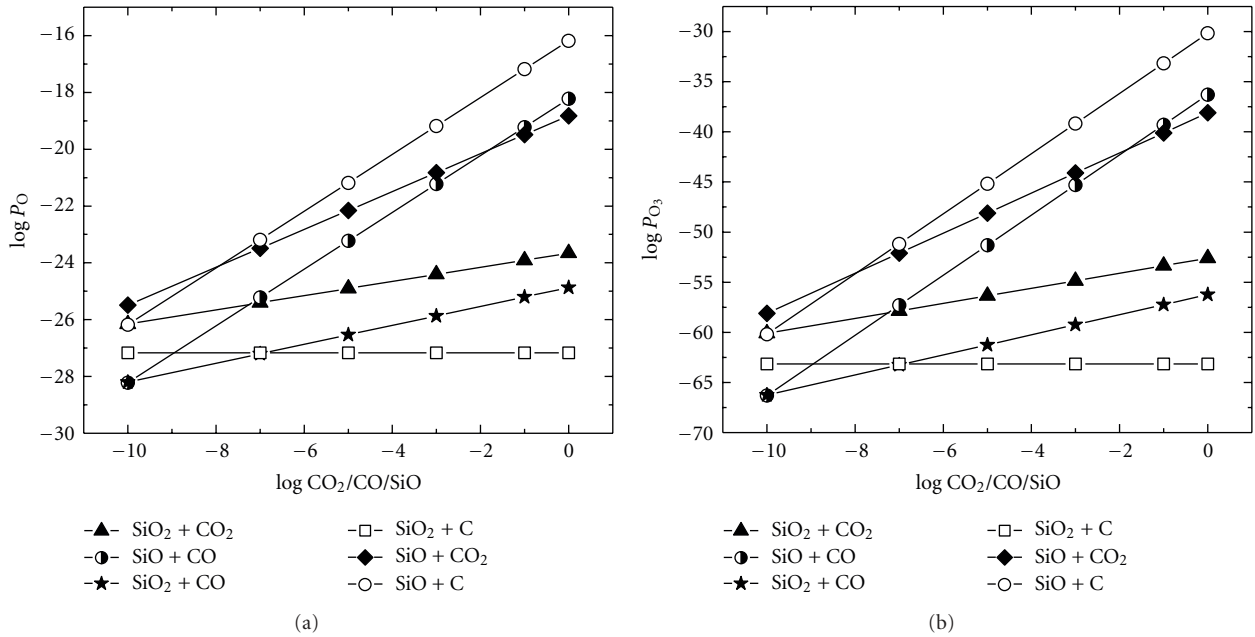 −16
−18
−20
−22
−24
−26
−28
−30
log P_O
−10 −8 −6 −4 −2 0
log CO₂/CO/SiO
SiO₂ + CO₂
SiO + CO
SiO₂ + CO
SiO₂ + C
SiO + CO₂
SiO + C
(a)
−30
−35
−40
−45
−50
−55
−60
−65
−70
log P_O₃
−10 −8 −6 −4 −2 0
log CO₂/CO/SiO
SiO₂ + CO₂
SiO + CO
SiO₂ + CO
SiO₂ + C
SiO + CO₂
SiO + C
(b)